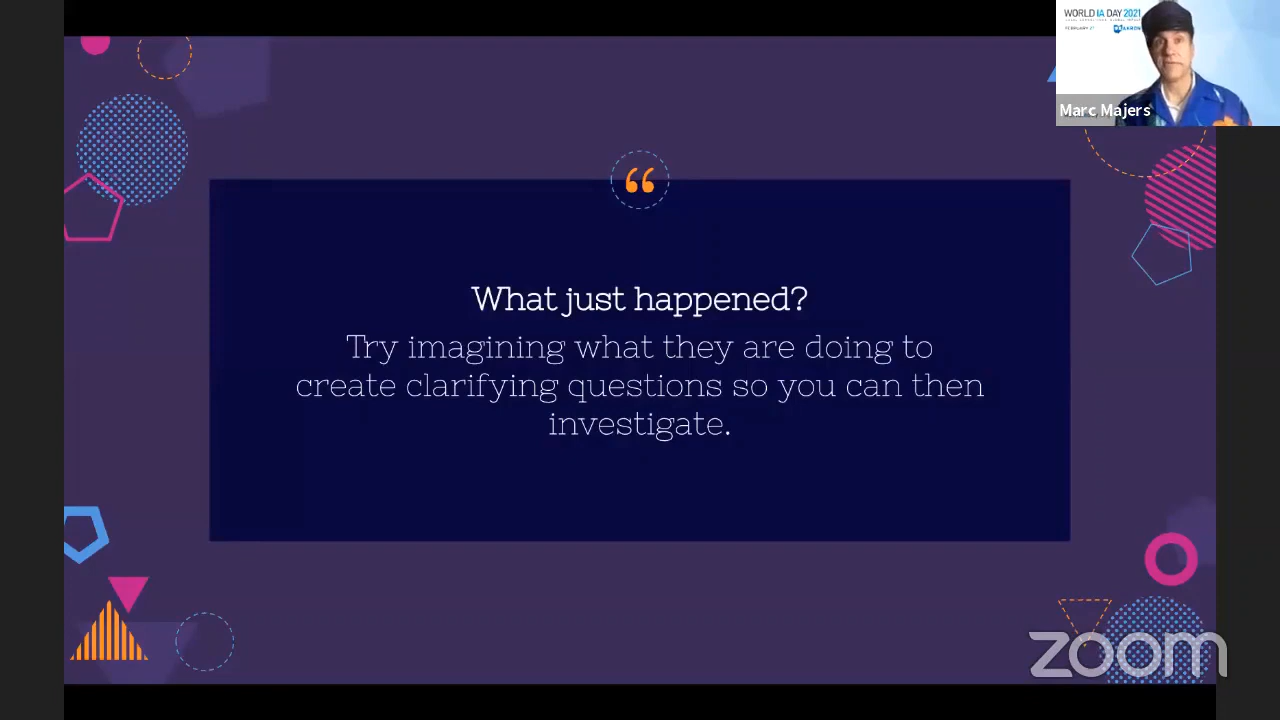 WORLD IA DAY 2021
Marc Majers
“
What just happened?
Try imagining what they are doing to
create clarifying questions so you can then
investigate.
zoom